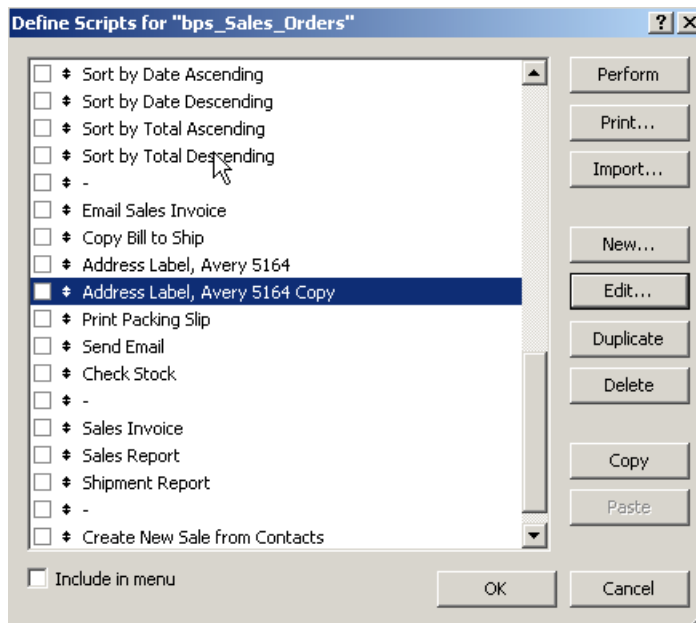 Define Scripts for "bps_Sales_Orders"
Sort by Date Ascending
Sort by Date Descending
Sort by Total Ascending
Sort by Total Descending
-
Email Sales Invoice
Copy Bill to Ship
Address Label, Avery 5164
Address Label, Avery 5164 Copy
Print Packing Slip
Send Email
Check Stock
-
Sales Invoice
Sales Report
Shipment Report
-
Create New Sale from Contacts
Perform
Print...
Import...
New...
Edit...
Duplicate
Delete
Copy
Paste
Include in menu
OK
Cancel